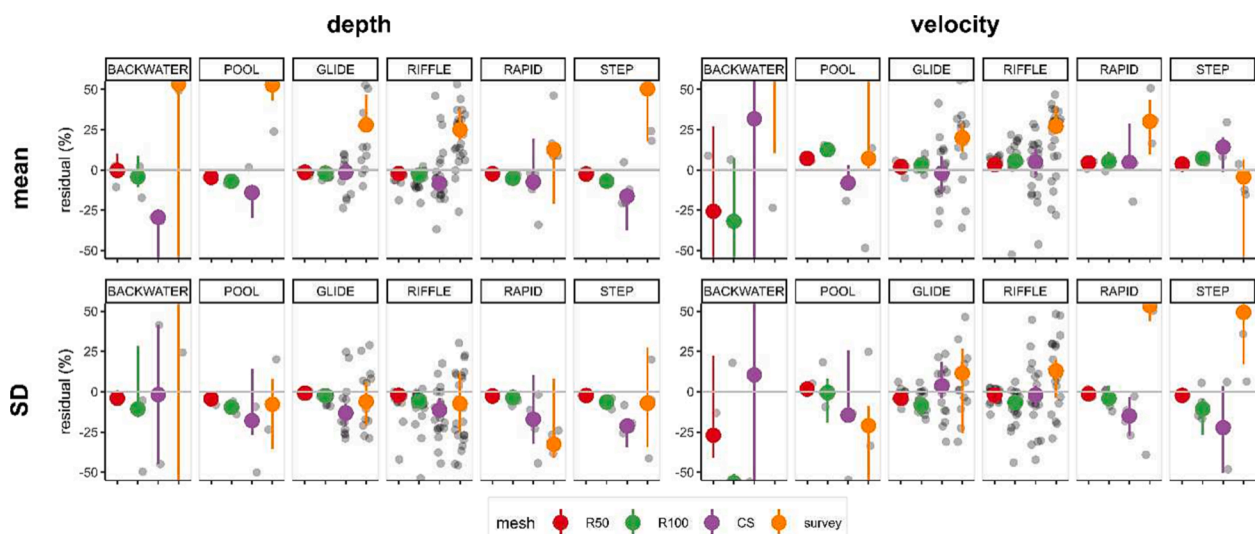 depth velocity
BACKWATER POOL GLIDE RIFFLE RAPID STEP BACKWATER POOL GLIDE RIFFLE RAPID STEP
mean
residual (%)
50 50
25 25
0 0
-25 -25
-50 -50
BACKWATER POOL GLIDE RIFFLE RAPID STEP BACKWATER POOL GLIDE RIFFLE RAPID STEP
SD
residual (%)
50 50
25 25
0 0
-25 -25
-50 -50
mesh R50 R100 CS survey